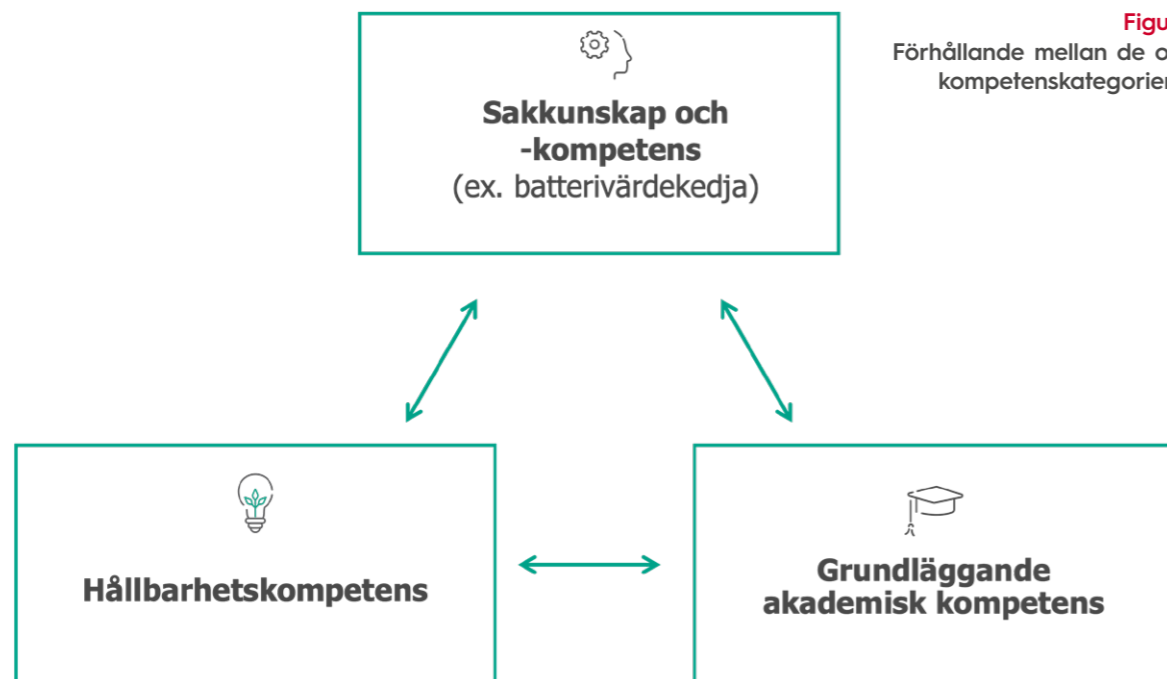 Förhållande mellan de
kompetenskategorier
Sakkunskap och
-kompetens
(ex. batterivärdekedja)
Hållbarhetskompetens
Grundläggande
akademisk kompetens